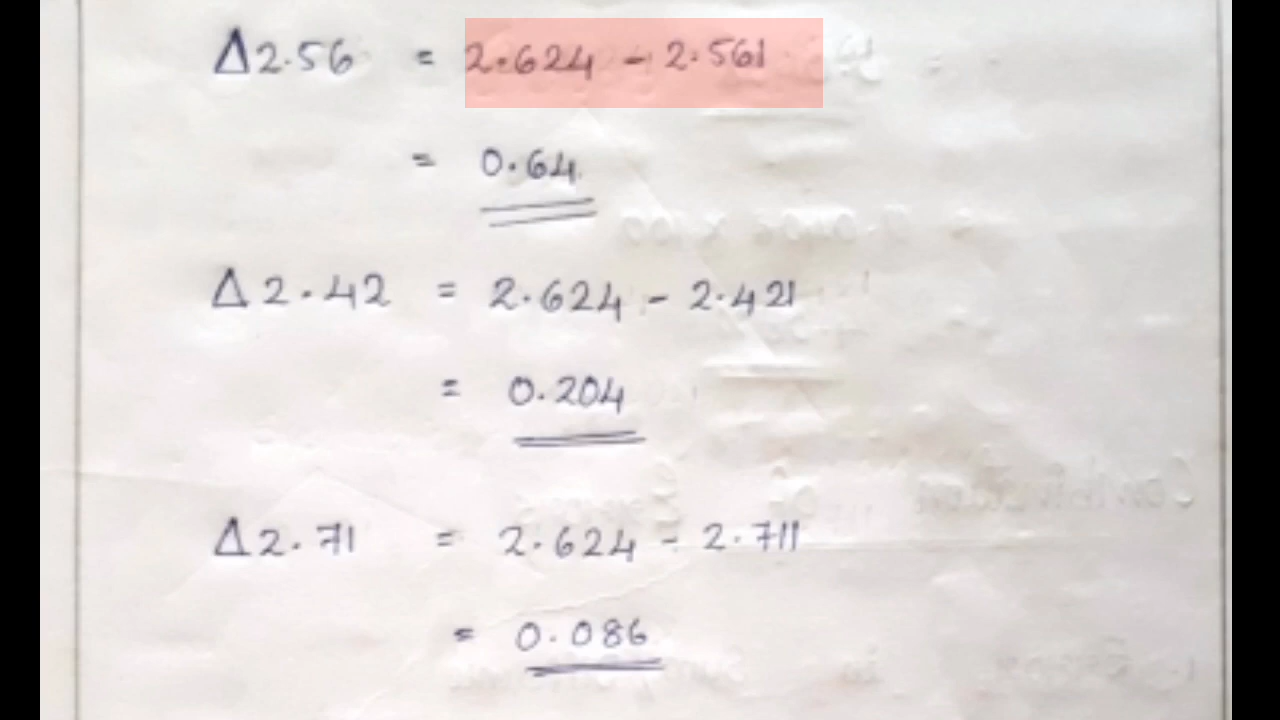 Δ2.56 = 2.624 - 2.561
= 0.64
Δ2.42 = 2.624 - 2.421
= 0.204
Δ2.71 = 2.624 - 2.711
= 0.086